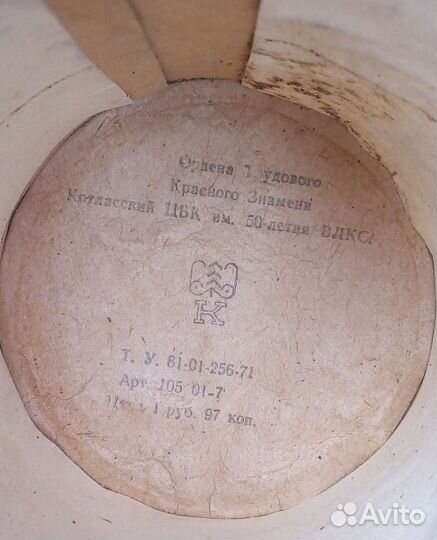 Ордена Трудового
Красного Знамени
Котласский ЦБК им. 50-летия ВЛКС
К
Т. У. 81-01-256-71
Арт 105 01-7
Цена 1 руб. 97 коп.
Avito